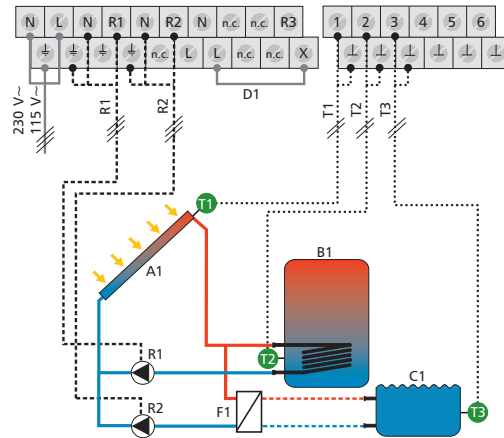 N L N R1 N R2 N n.c. n.c. R3
n.c. L L n.c. n.c. X
1 2 3 4 5 6
D1
230 V~
115 V~
R1
R2
T1
T2
T3
T1
A1
B1
R1
T2
C1
F1
T3
R2